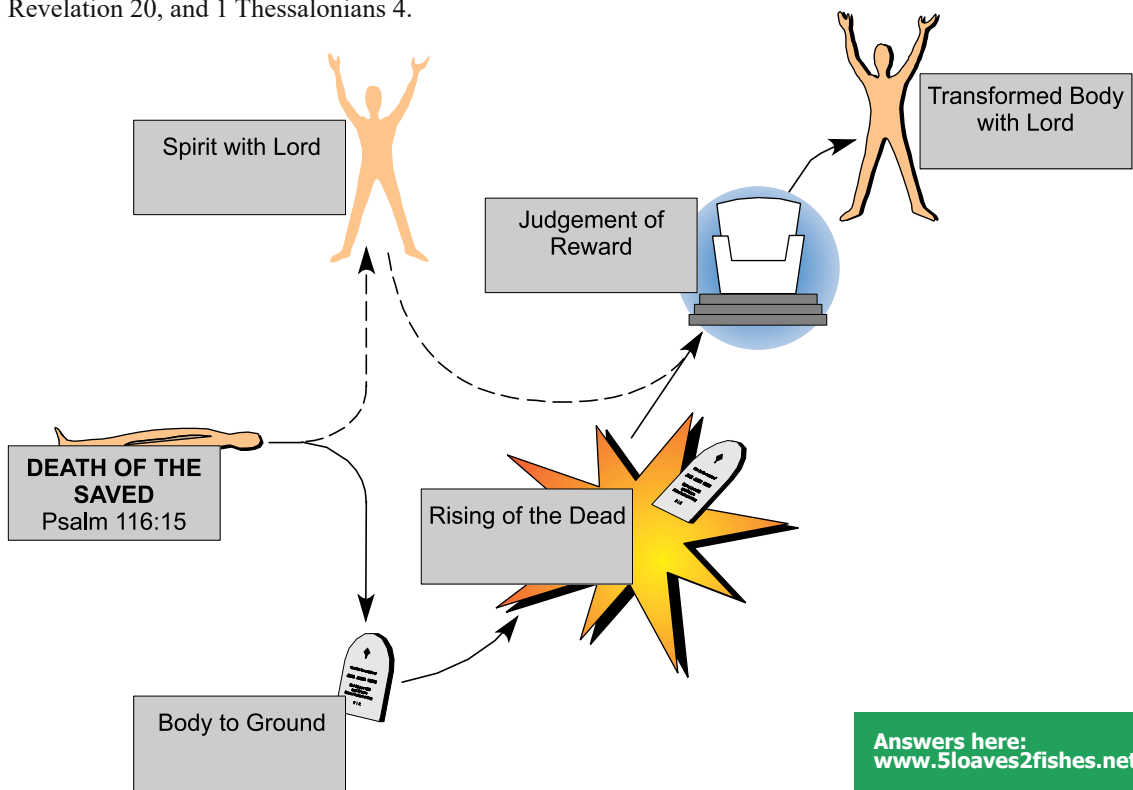 Revelation 20, and 1 Thessalonians 4.
Transformed Body
with Lord
Spirit with Lord
Judgement of
Reward
DEATH OF THE
SAVED
Psalm 116:15
Rising of the Dead
Body to Ground
Answers here:
www.5loaves2fishes.net